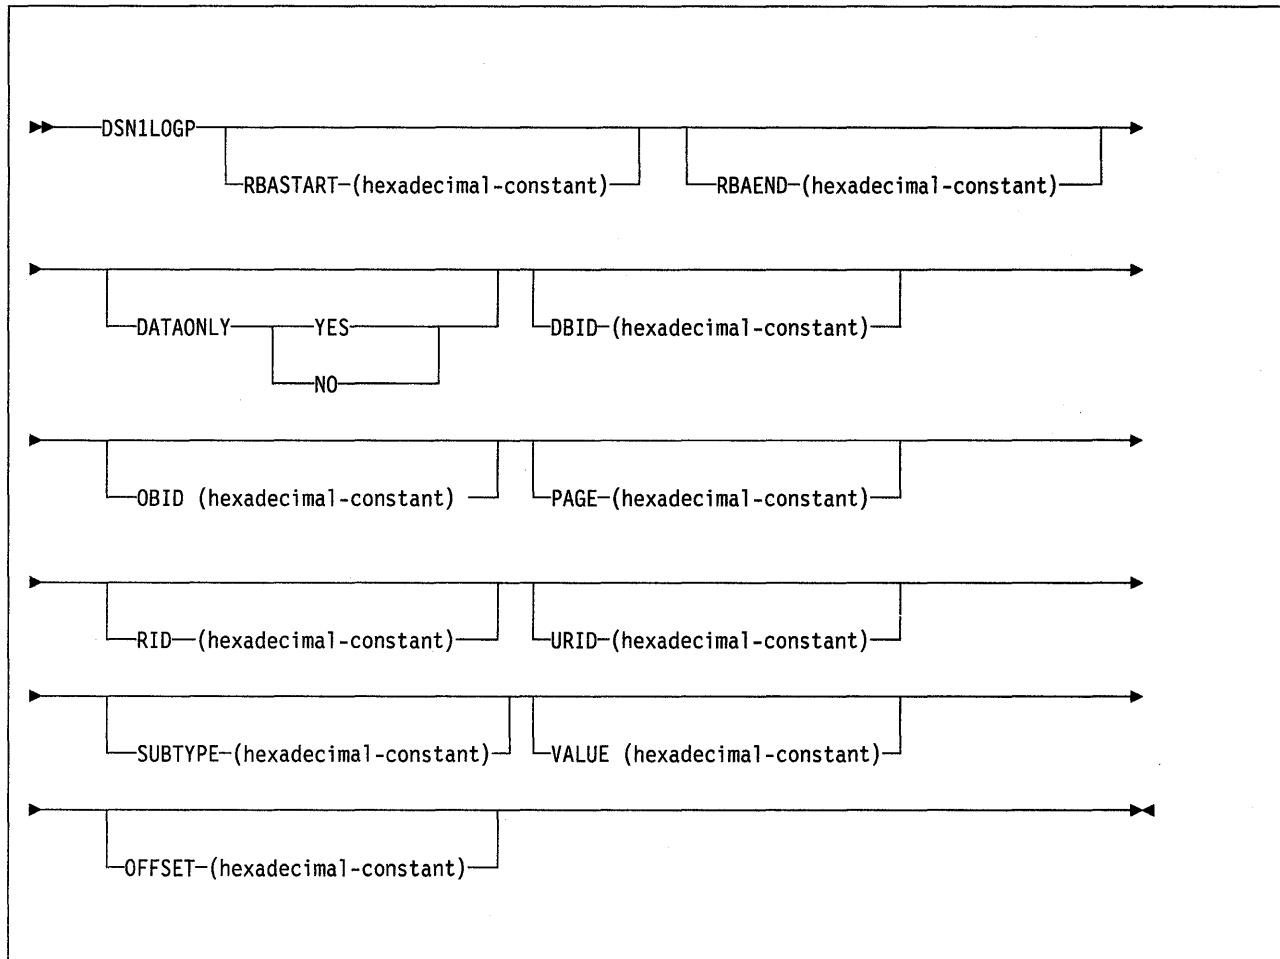 DSN1LOGP
RBASTART (hexadecimal-constant) RBAEND (hexadecimal-constant)
DATAONLY YES DBID (hexadecimal-constant)
NO
OBID (hexadecimal-constant) PAGE (hexadecimal-constant)
RID (hexadecimal-constant) URID (hexadecimal-constant)
SUBTYPE (hexadecimal-constant) VALUE (hexadecimal-constant)
OFFSET (hexadecimal-constant)